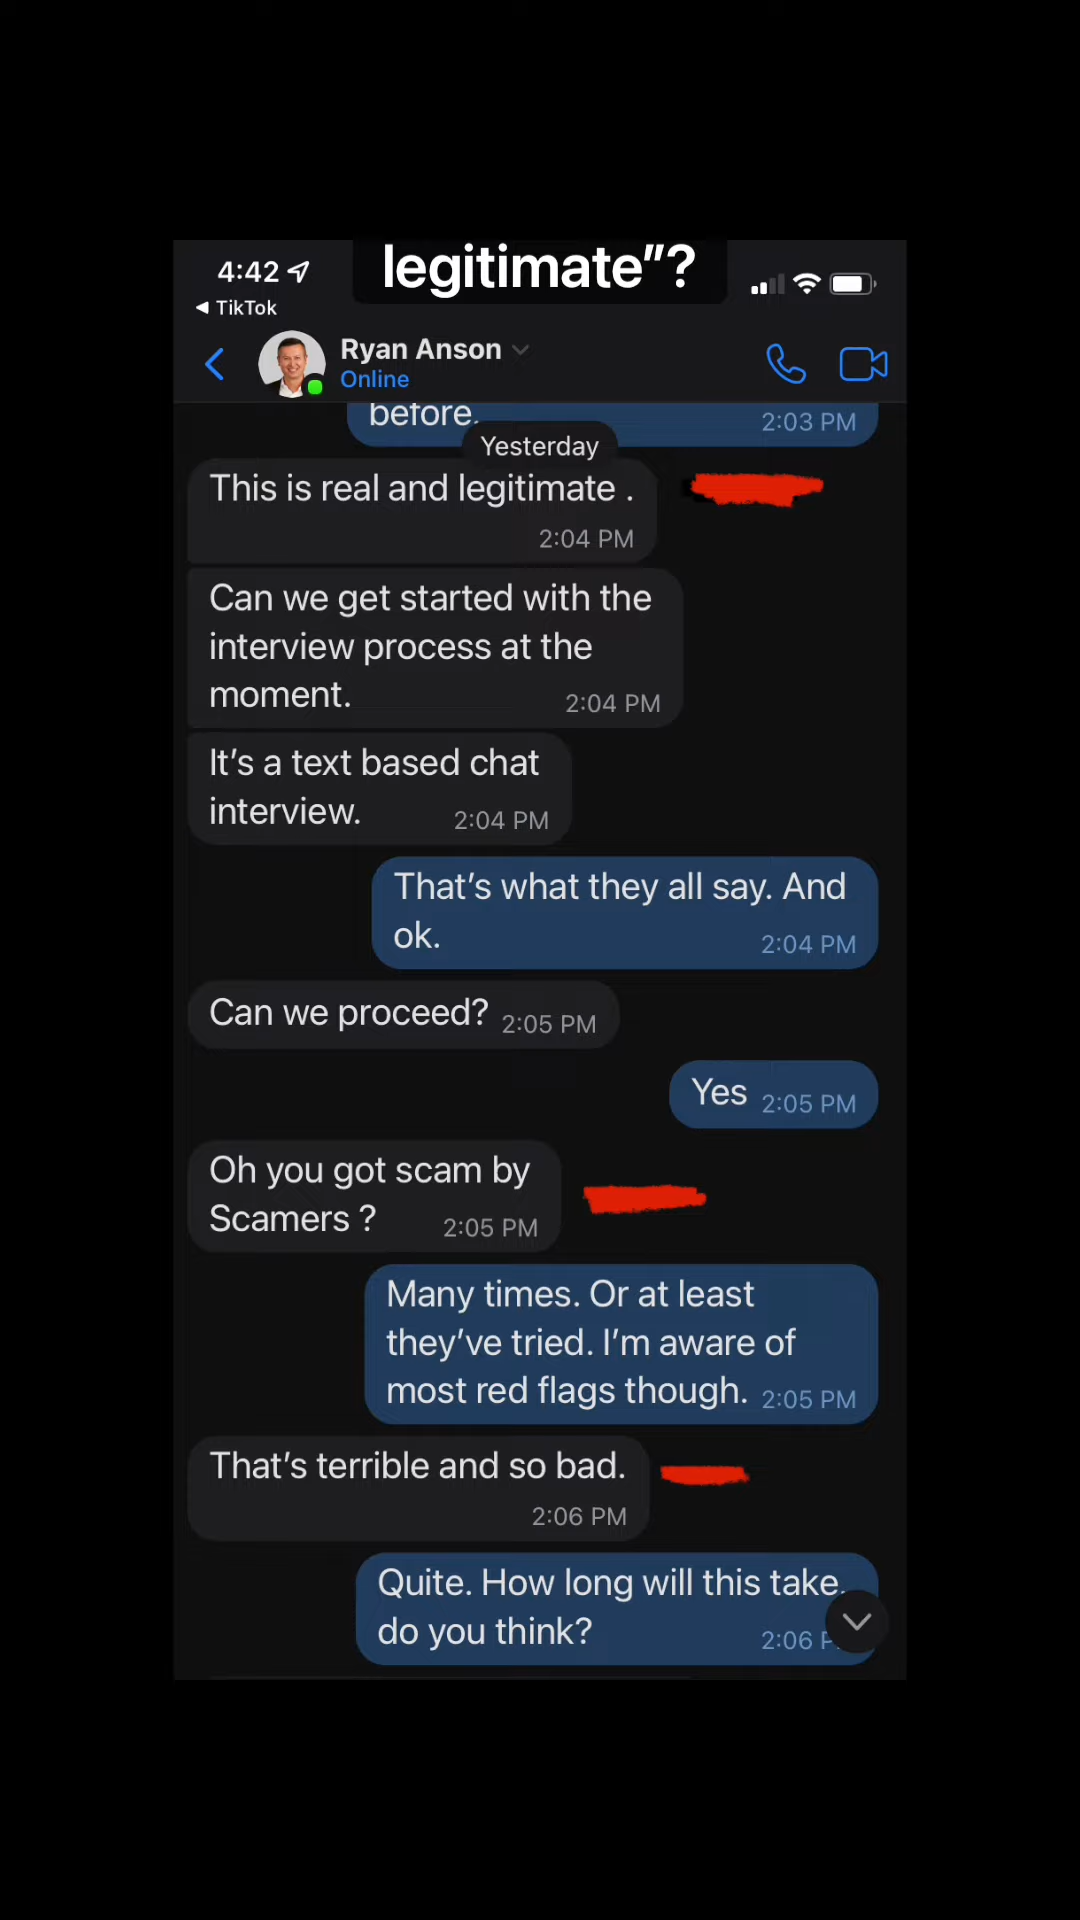 legitimate"?
4:42
◀ TikTok
Ryan Anson
Online
before.
2:03 PM
Yesterday
This is real and legitimate .
2:04 PM
Can we get started with the
interview process at the
moment.
2:04 PM
It's a text based chat
interview.
2:04 PM
That's what they all say. And
ok.
2:04 PM
Can we proceed?
2:05 PM
Yes
2:05 PM
Oh you got scam by
Scamers ?
2:05 PM
Many times. Or at least
they've tried. I'm aware of
most red flags though.
2:05 PM
That's terrible and so bad.
2:06 PM
Quite. How long will this take,
do you think?
2:06 P